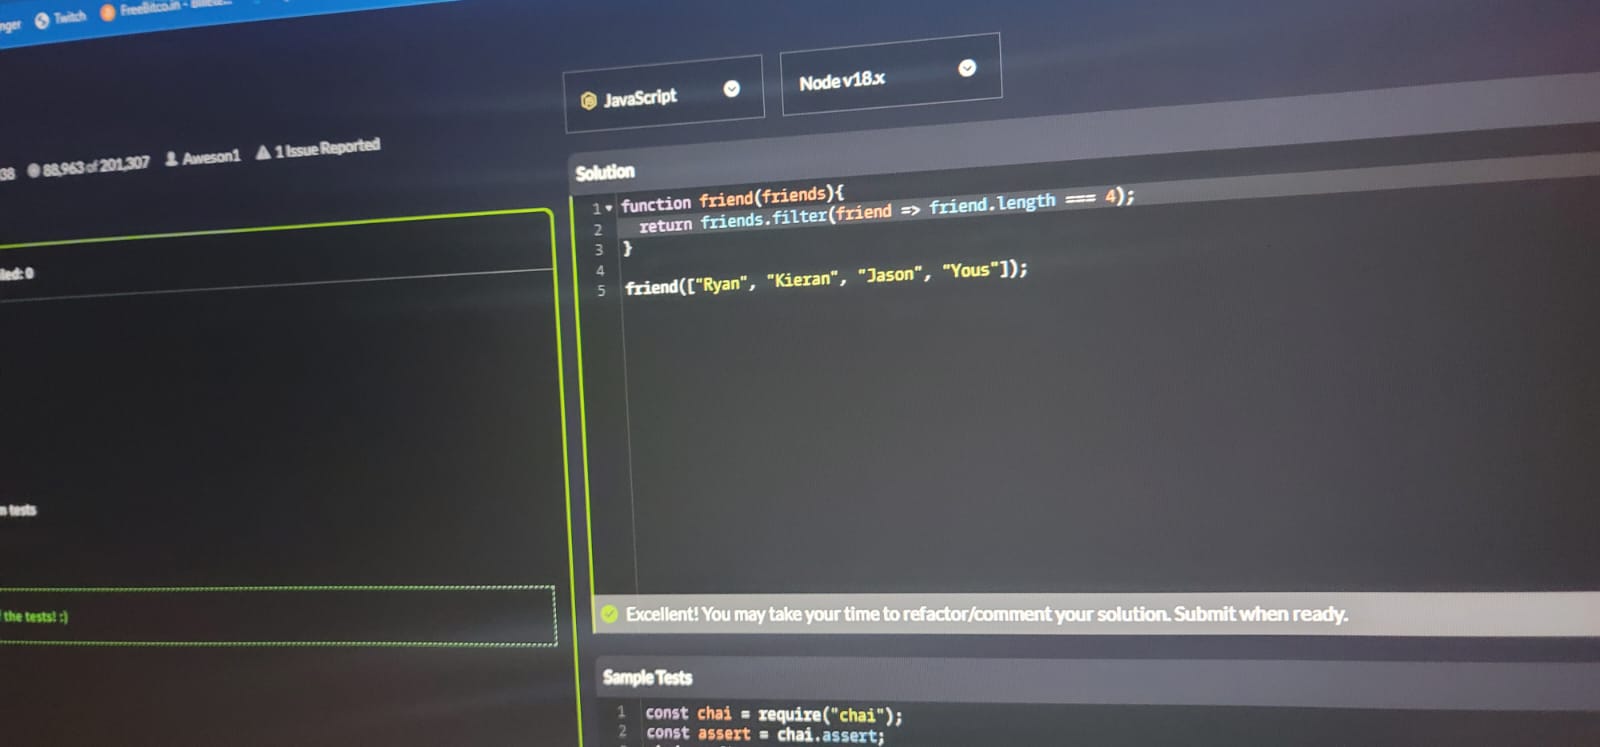 Twitch
FreeBitco.in -
JavaScript
Node v18.x
38 88,963 of 201,307 Aweson1 1 Issue Reported
Solution
1 function friend(friends){
2 return friends.filter(friend => friend.length === 4);
3 }
4
5 friend(["Ryan", "Kieran", "Jason", "Yous"]);
led: 0
tests
the tests! :)
Excellent! You may take your time to refactor/comment your solution. Submit when ready.
Sample Tests
1 const chai = require("chai");
2 const assert = chai.assert;